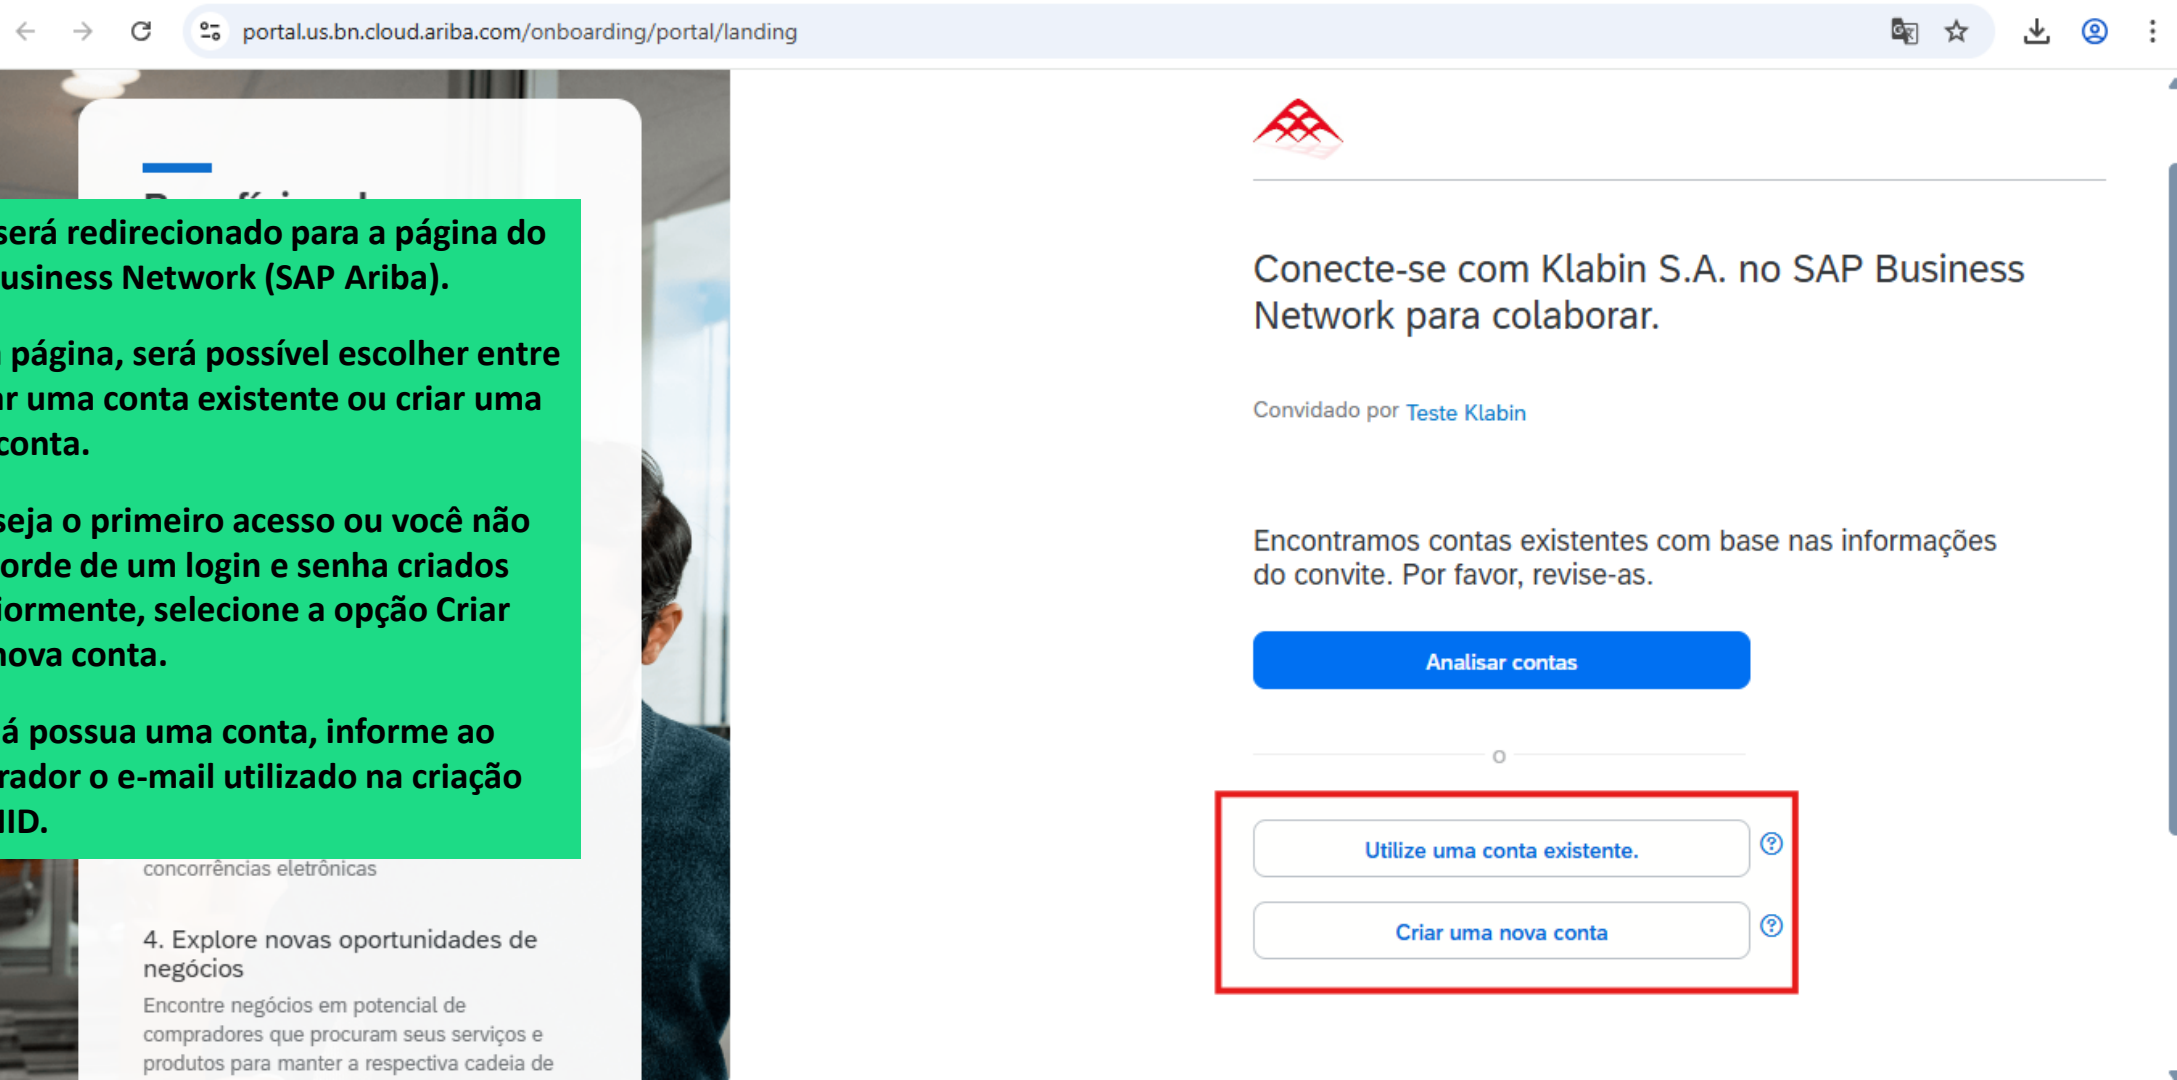 portal.us.bn.cloud.ariba.com/onboarding/portal/landing
será redirecionado para a página do
usiness Network (SAP Ariba).
página, será possível escolher entre
ar uma conta existente ou criar uma
conta.
seja o primeiro acesso ou você não
orde de um login e senha criados
iormente, selecione a opção Criar
nova conta.
á possua uma conta, informe ao
rador o e-mail utilizado na criação
ID.
concorrências eletrônicas
4. Explore novas oportunidades de
negócios
Encontre negócios em potencial de
compradores que procuram seus serviços e
produtos para manter a respectiva cadeia de
Conecte-se com Klabin S.A. no SAP Business
Network para colaborar.
Convidado por Teste Klabin
Encontramos contas existentes com base nas informações
do convite. Por favor, revise-as.
Analisar contas
o
Utilize uma conta existente.
Criar uma nova conta